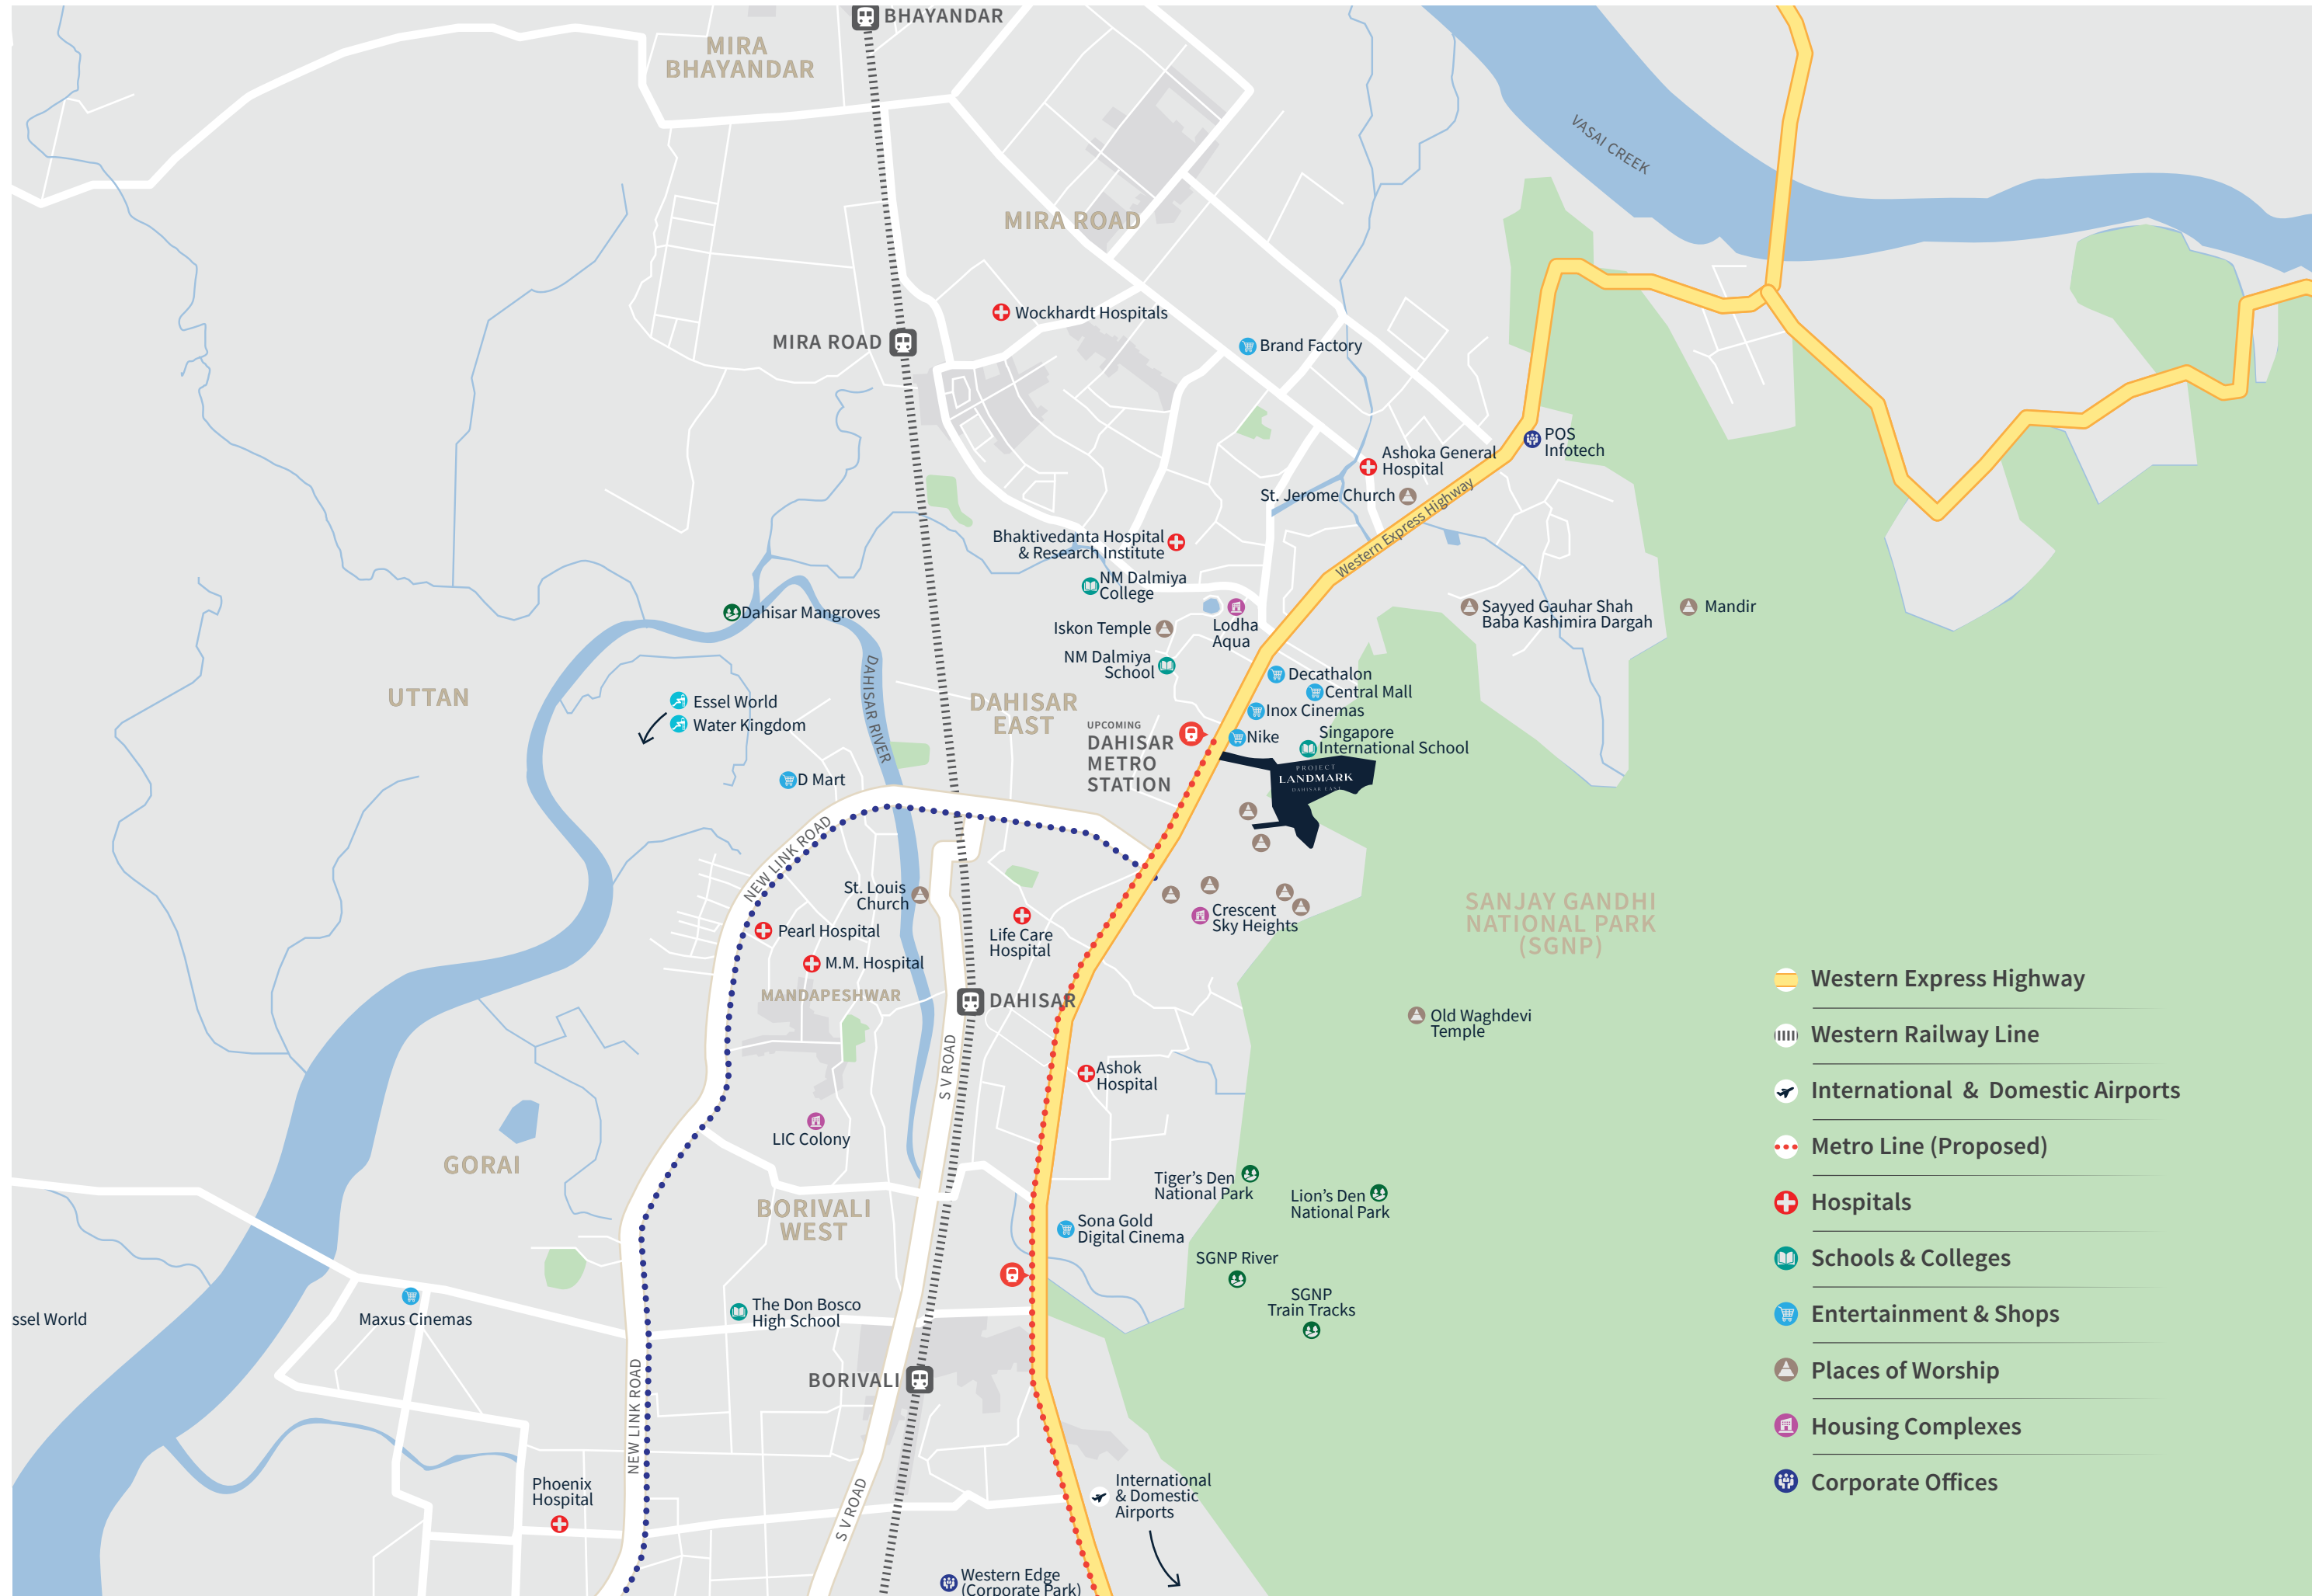 BHAYANDAR
MIRA
BHAYANDAR
VASAI CREEK
MIRA ROAD
Wockhardt Hospitals
MIRA ROAD
Brand Factory
POS
Infotech
Ashoka General
Hospital
St. Jerome Church
Western Express Highway
Bhaktivedanta Hospital
& Research Institute
NM Dalmiya
College
Dahisar Mangroves
Lodha
Aqua
Sayyed Gauhar Shah
Baba Kashimira Dargah
Mandir
Iskon Temple
NM Dalmiya
School
DAHISAR RIVER
Decathalon
Central Mall
UTTAN
Essel World
Water Kingdom
DAHISAR
EAST
Inox Cinemas
UPCOMING
DAHISAR
METRO
STATION
Nike
Singapore
International School
PROJECT
LANDMARK
DAHISAR EAST
D Mart
NEW LINK ROAD
St. Louis
Church
Life Care
Hospital
Crescent
Sky Heights
SANJAY GANDHI
NATIONAL PARK
(SGNP)
Pearl Hospital
M.M. Hospital
MANDAPESHWAR
DAHISAR
Old Waghdevi
Temple
S V ROAD
Ashok
Hospital
LIC Colony
GORAI
Tiger's Den
National Park
Lion's Den
National Park
BORIVALI
WEST
Sona Gold
Digital Cinema
SGNP River
SGNP
Train Tracks
ssel World
Maxus Cinemas
The Don Bosco
High School
BORIVALI
NEW LINK ROAD
Phoenix
Hospital
S V ROAD
International
& Domestic
Airports
Western Edge
(Corporate Park)
Western Express Highway
Western Railway Line
International & Domestic Airports
Metro Line (Proposed)
Hospitals
Schools & Colleges
Entertainment & Shops
Places of Worship
Housing Complexes
Corporate Offices